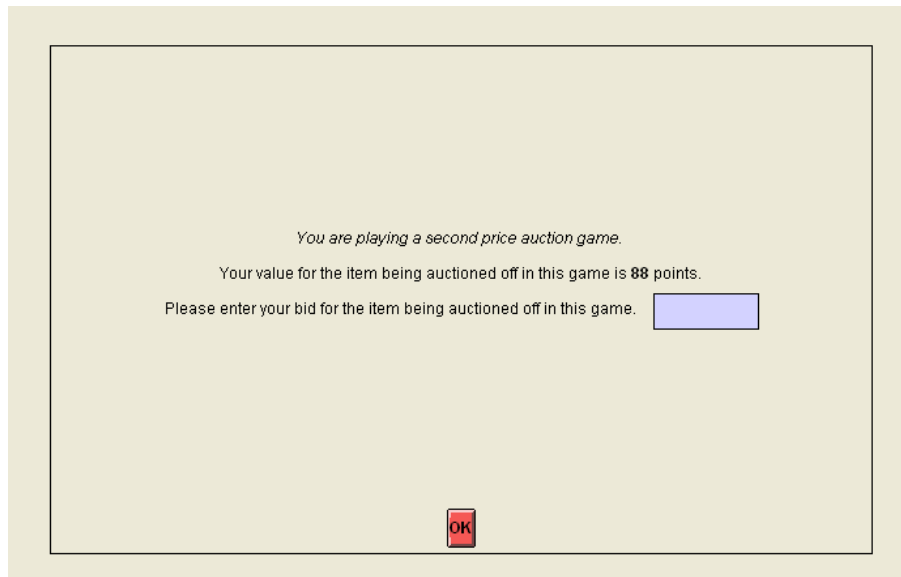 You are playing a second price auction game.
Your value for the item being auctioned off in this game is 88 points.
Please enter your bid for the item being auctioned off in this game.
OK